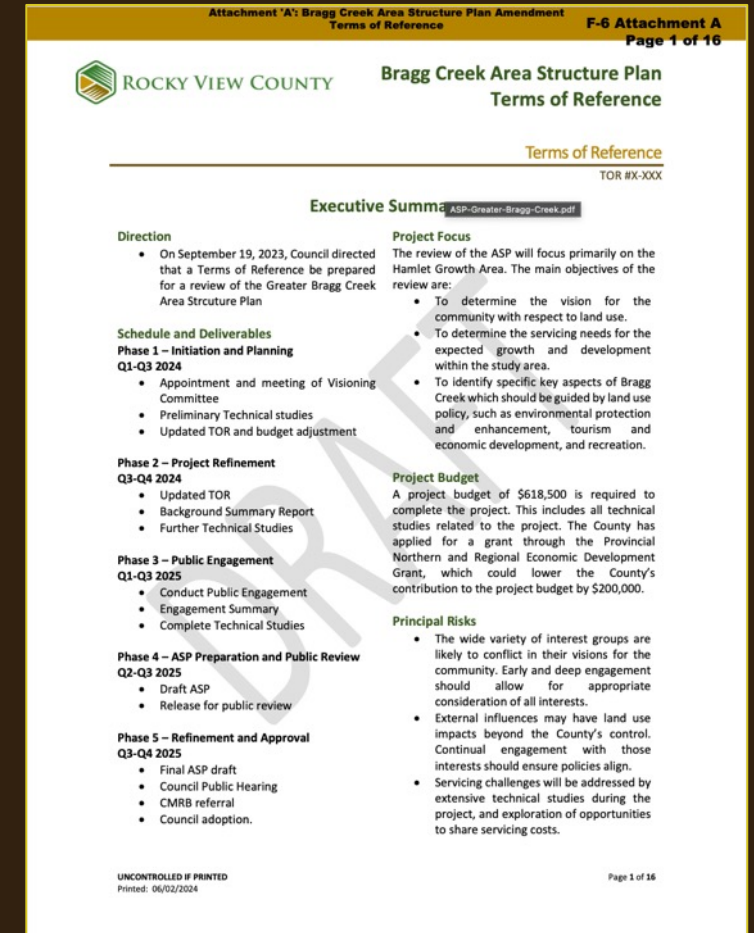 Attachment 'A': Bragg Creek Area Structure Plan Amendment
Terms of Reference
F-6 Attachment A
Page 1 of 16
ROCKY VIEW COUNTY
Bragg Creek Area Structure Plan
Terms of Reference
Terms of Reference
TOR #X-XXX
Executive Summa
ASP-Greater-Bragg-Creek.pdf
Direction
• On September 19, 2023, Council directed
that a Terms of Reference be prepared
for a review of the Greater Bragg Creek
Area Strcuture Plan
Schedule and Deliverables
Phase 1 – Initiation and Planning
Q1-Q3 2024
• Appointment and meeting of Visioning
Committee
• Preliminary Technical studies
• Updated TOR and budget adjustment
Phase 2 – Project Refinement
Q3-Q4 2024
• Updated TOR
• Background Summary Report
• Further Technical Studies
Phase 3 – Public Engagement
Q1-Q3 2025
• Conduct Public Engagement
• Engagement Summary
• Complete Technical Studies
Phase 4 – ASP Preparation and Public Review
Q2-Q3 2025
• Draft ASP
• Release for public review
Phase 5 – Refinement and Approval
Q3-Q4 2025
• Final ASP draft
• Council Public Hearing
• CMRB referral
• Council adoption.
Project Focus
The review of the ASP will focus primarily on the
Hamlet Growth Area. The main objectives of the
review are:
• To determine the vision for the
community with respect to land use.
• To determine the servicing needs for the
expected growth and development
within the study area.
• To identify specific key aspects of Bragg
Creek which should be guided by land use
policy, such as environmental protection
and enhancement, tourism and
economic development, and recreation.
Project Budget
A project budget of $618,500 is required to
complete the project. This includes all technical
studies related to the project. The County has
applied for a grant through the Provincial
Northern and Regional Economic Development
Grant, which could lower the County's
contribution to the project budget by $200,000.
Principal Risks
• The wide variety of interest groups are
likely to conflict in their visions for the
community. Early and deep engagement
should allow for appropriate
consideration of all interests.
• External influences may have land use
impacts beyond the County's control.
Continual engagement with those
interests should ensure policies align.
• Servicing challenges will be addressed by
extensive technical studies during the
project, and exploration of opportunities
to share servicing costs.
DRAFT
UNCONTROLLED IF PRINTED
Printed: 06/02/2024
Page 1 of 16